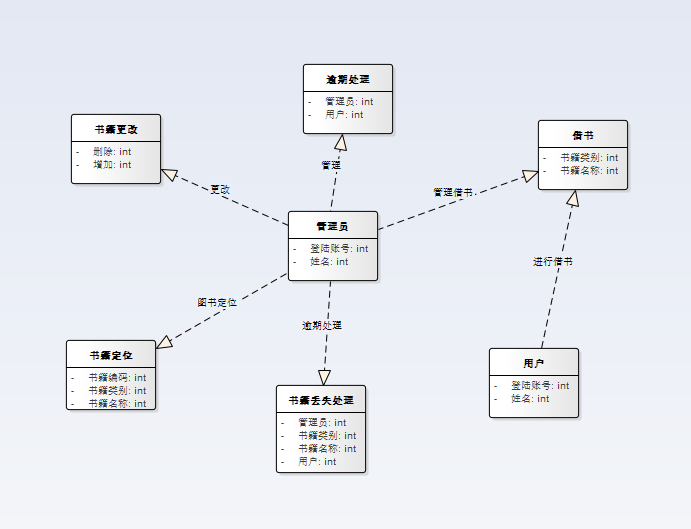 逾期处理
- 管理员: int
- 用户: int
书籍更改
- 删除: int
- 增加: int
借书
- 书籍类别: int
- 书籍名称: int
管理
更改
管理借书
管理员
- 登陆账号: int
- 姓名: int
进行借书
图书定位
逾期处理
书籍定位
- 书籍编码: int
- 书籍类别: int
- 书籍名称: int
用户
- 登陆账号: int
- 姓名: int
书籍丢失处理
- 管理员: int
- 书籍类别: int
- 书籍名称: int
- 用户: int